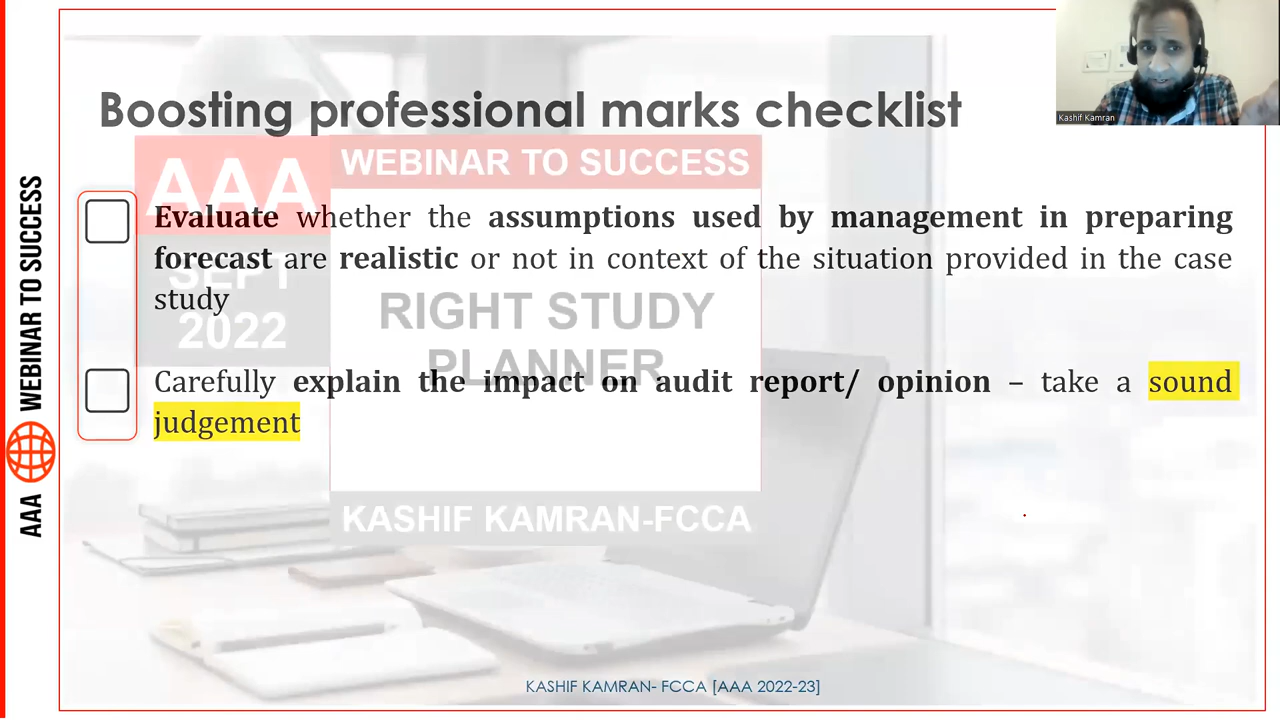 Boosting professional marks checklist
Kashif Kamran
AAA
WEBINAR TO SUCCESS
Evaluate whether the assumptions used by management in preparing
forecast are realistic or not in context of the situation provided in the case
study
SEPT
2022
RIGHT STUDY
PLANNER
Carefully explain the impact on audit report/ opinion – take a sound
judgement
KASHIF KAMRAN-FCCA
AAA WEBINAR TO SUCCESS
KASHIF KAMRAN- FCCA [AAA 2022-23]